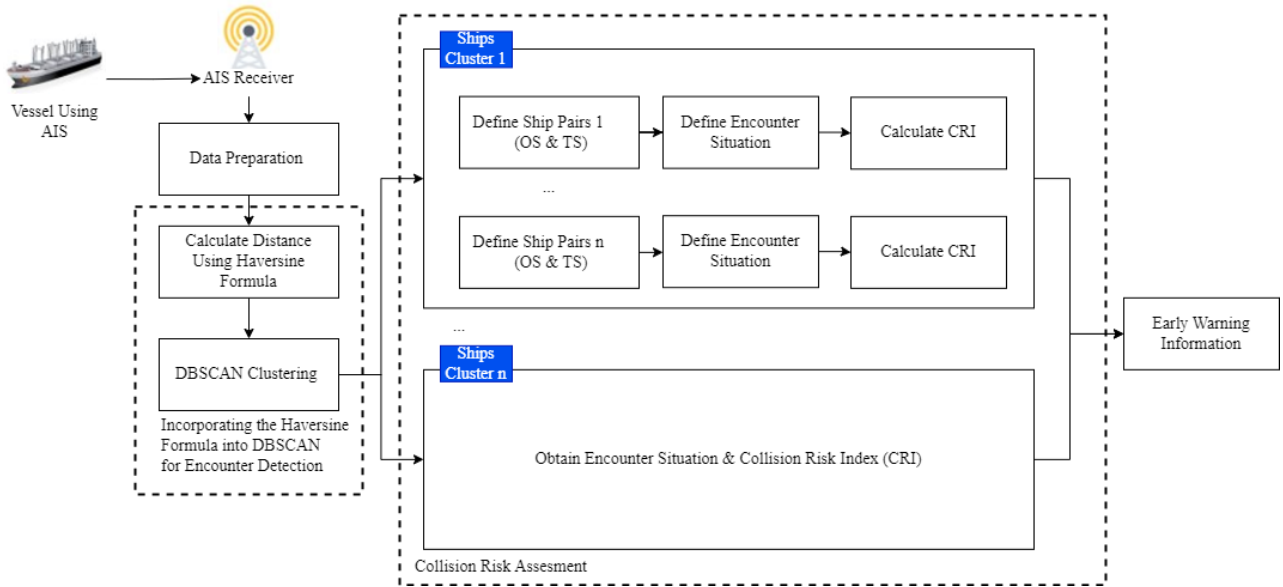 Vessel Using
AIS
AIS Receiver
Data Preparation
Calculate Distance
Using Haversine
Formula
DBSCAN Clustering
Incorporating the Haversine
Formula into DBSCAN
for Encounter Detection
Ships
Cluster 1
Define Ship Pairs 1
(OS & TS)
Define Encounter
Situation
Calculate CRI
...
Define Ship Pairs n
(OS & TS)
Define Encounter
Situation
Calculate CRI
...
Ships
Cluster n
Obtain Encounter Situation & Collision Risk Index (CRI)
Collision Risk Assesment
Early Warning
Information